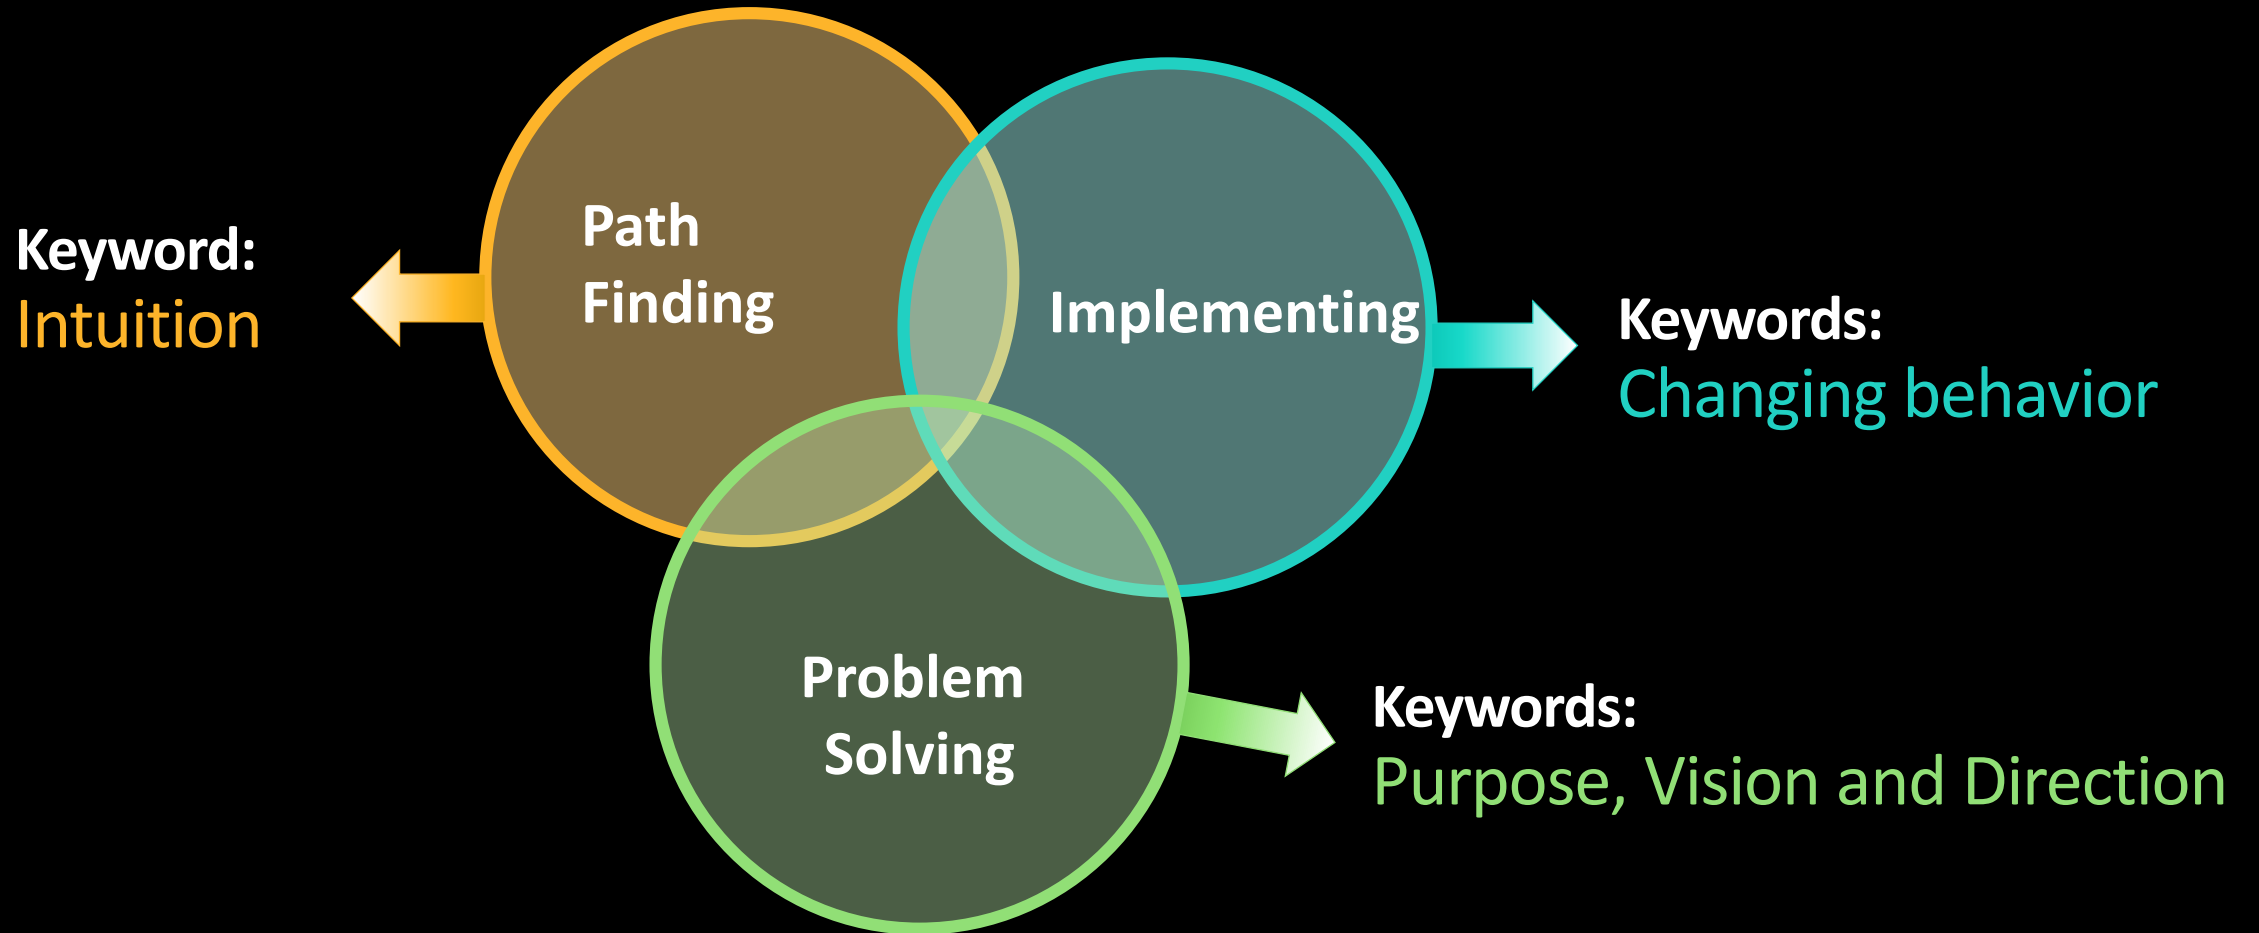 Path
Finding
Keyword:
Intuition
Implementing
Keywords:
Changing behavior
Problem
Solving
Keywords:
Purpose, Vision and Direction